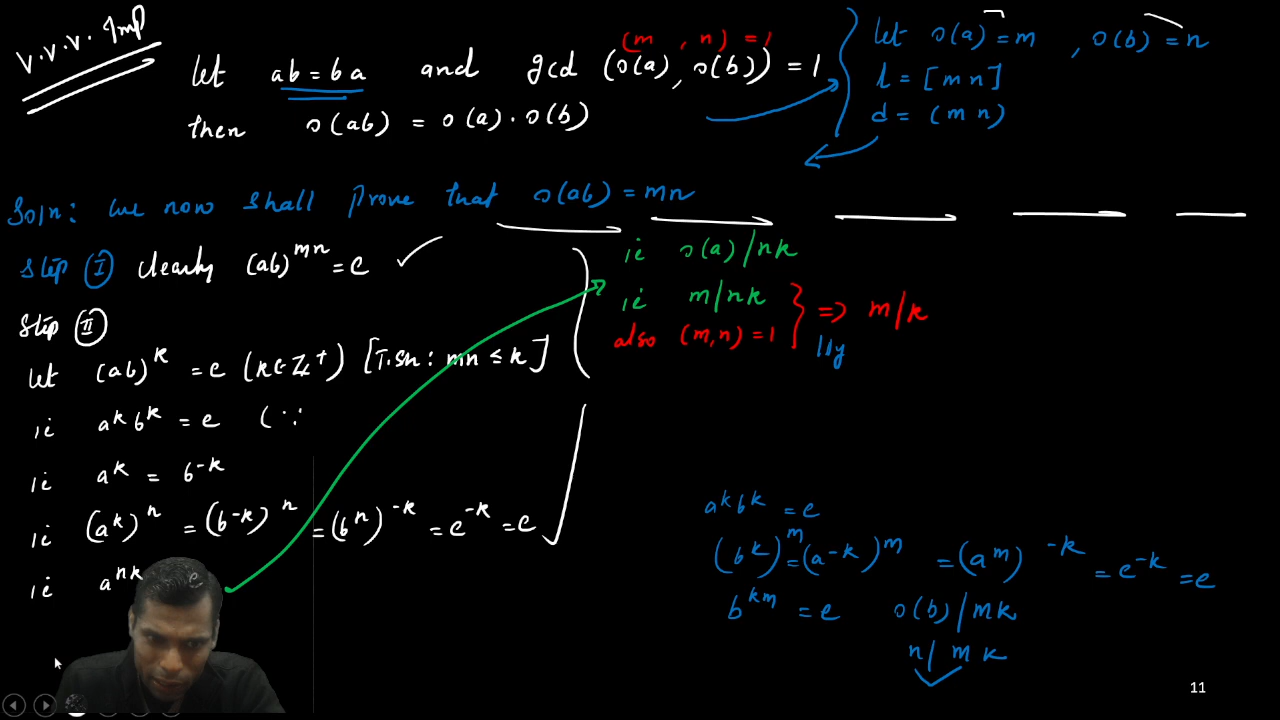 V.V.V. Imp
let ab = ba and gcd (o(a), o(b)) = 1
(m , n) = 1
then o(ab) = o(a) · o(b)
let o(a) = m , o(b) = n
l = [m n]
d = (m n)
Soln: we now shall prove that o(ab) = mn
Step (I) clearly (ab)^{mn} = e ✓
Step (II)
let (ab)^k = e (k ∈ Z^+) [T.Sh: mn ≤ k]
ie a^k b^k = e (∵
ie a^k = b^{-k}
ie (a^k)^n = (b^{-k})^n = (b^n)^{-k} = e^{-k} = e
ie a^{nk} e
ie o(a)/nk
ie m/nk
also (m,n) = 1 } ⇒ m/k
lly
a^k b^k = e
(b^k)^m = (a^{-k})^m = (a^m)^{-k} = e^{-k} = e
b^{km} = e o(b)/mk
n/mk
11